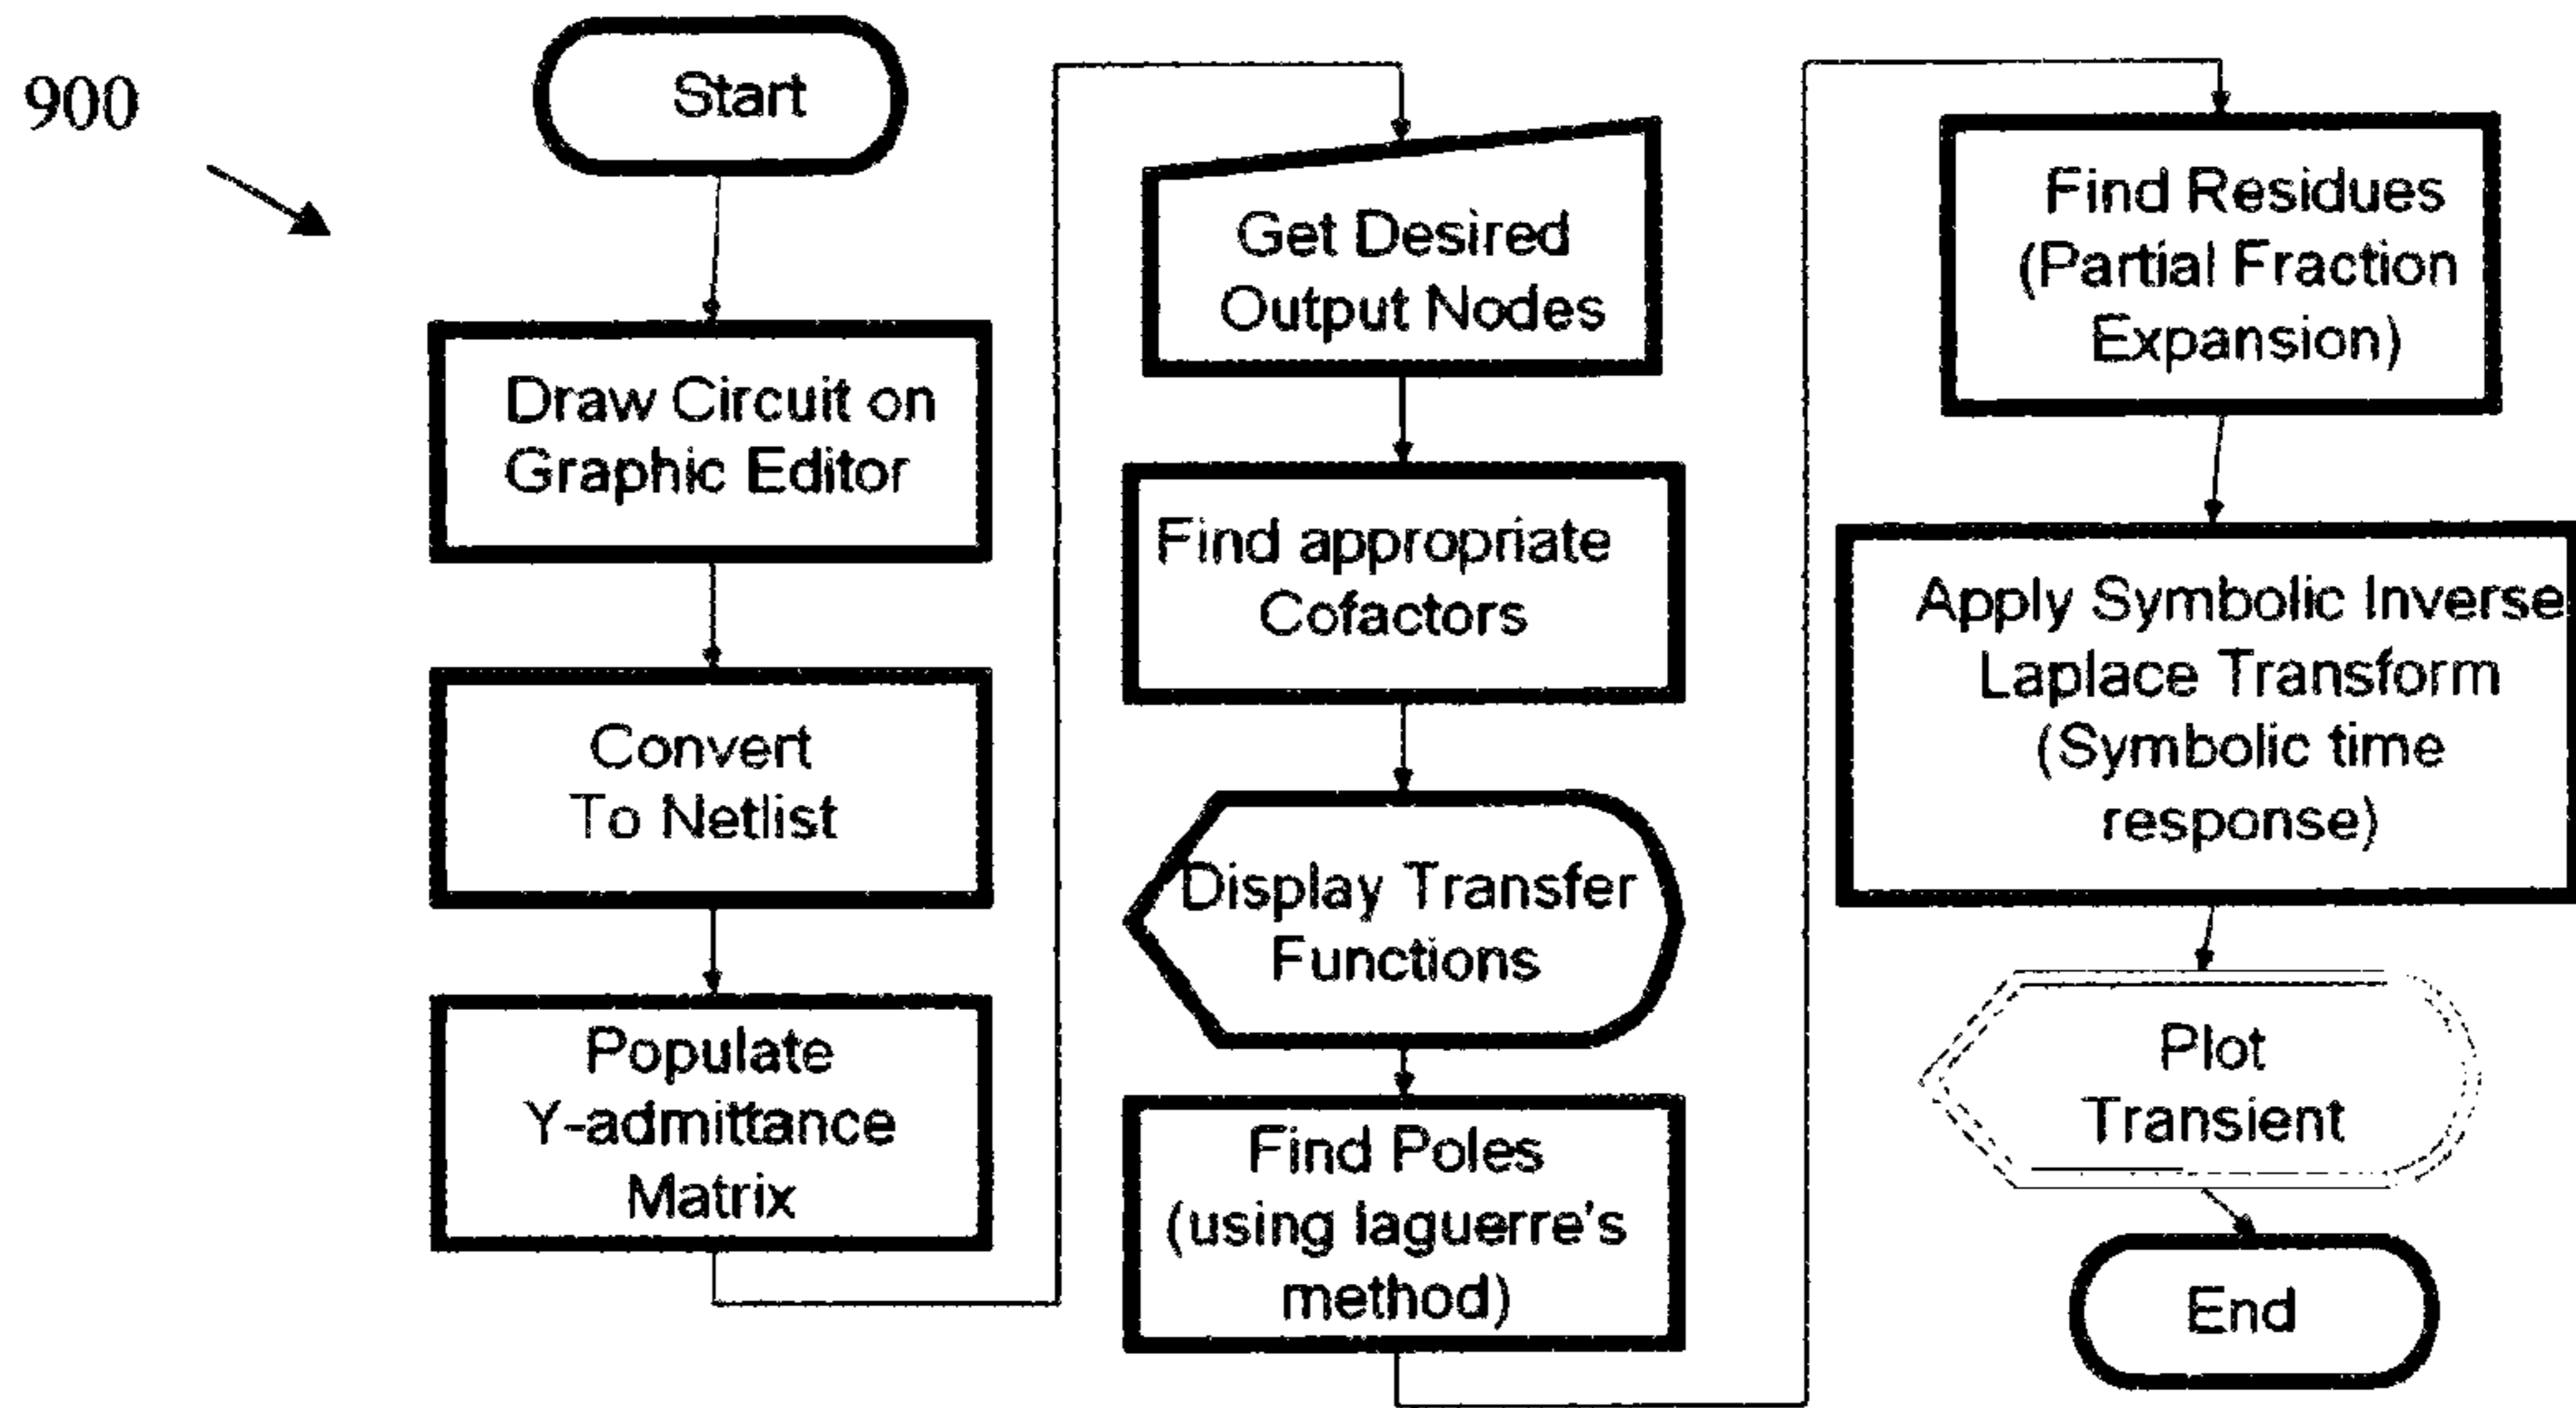 900
Start
Draw Circuit on
Graphic Editor
Convert
To Netlist
Populate
Y-admittance
Matrix
Get Desired
Output Nodes
Find appropriate
Cofactors
Display Transfer
Functions
Find Poles
(using laguerre's
method)
Find Residues
(Partial Fraction
Expansion)
Apply Symbolic Inverse
Laplace Transform
(Symbolic time
response)
Plot
Transient
End